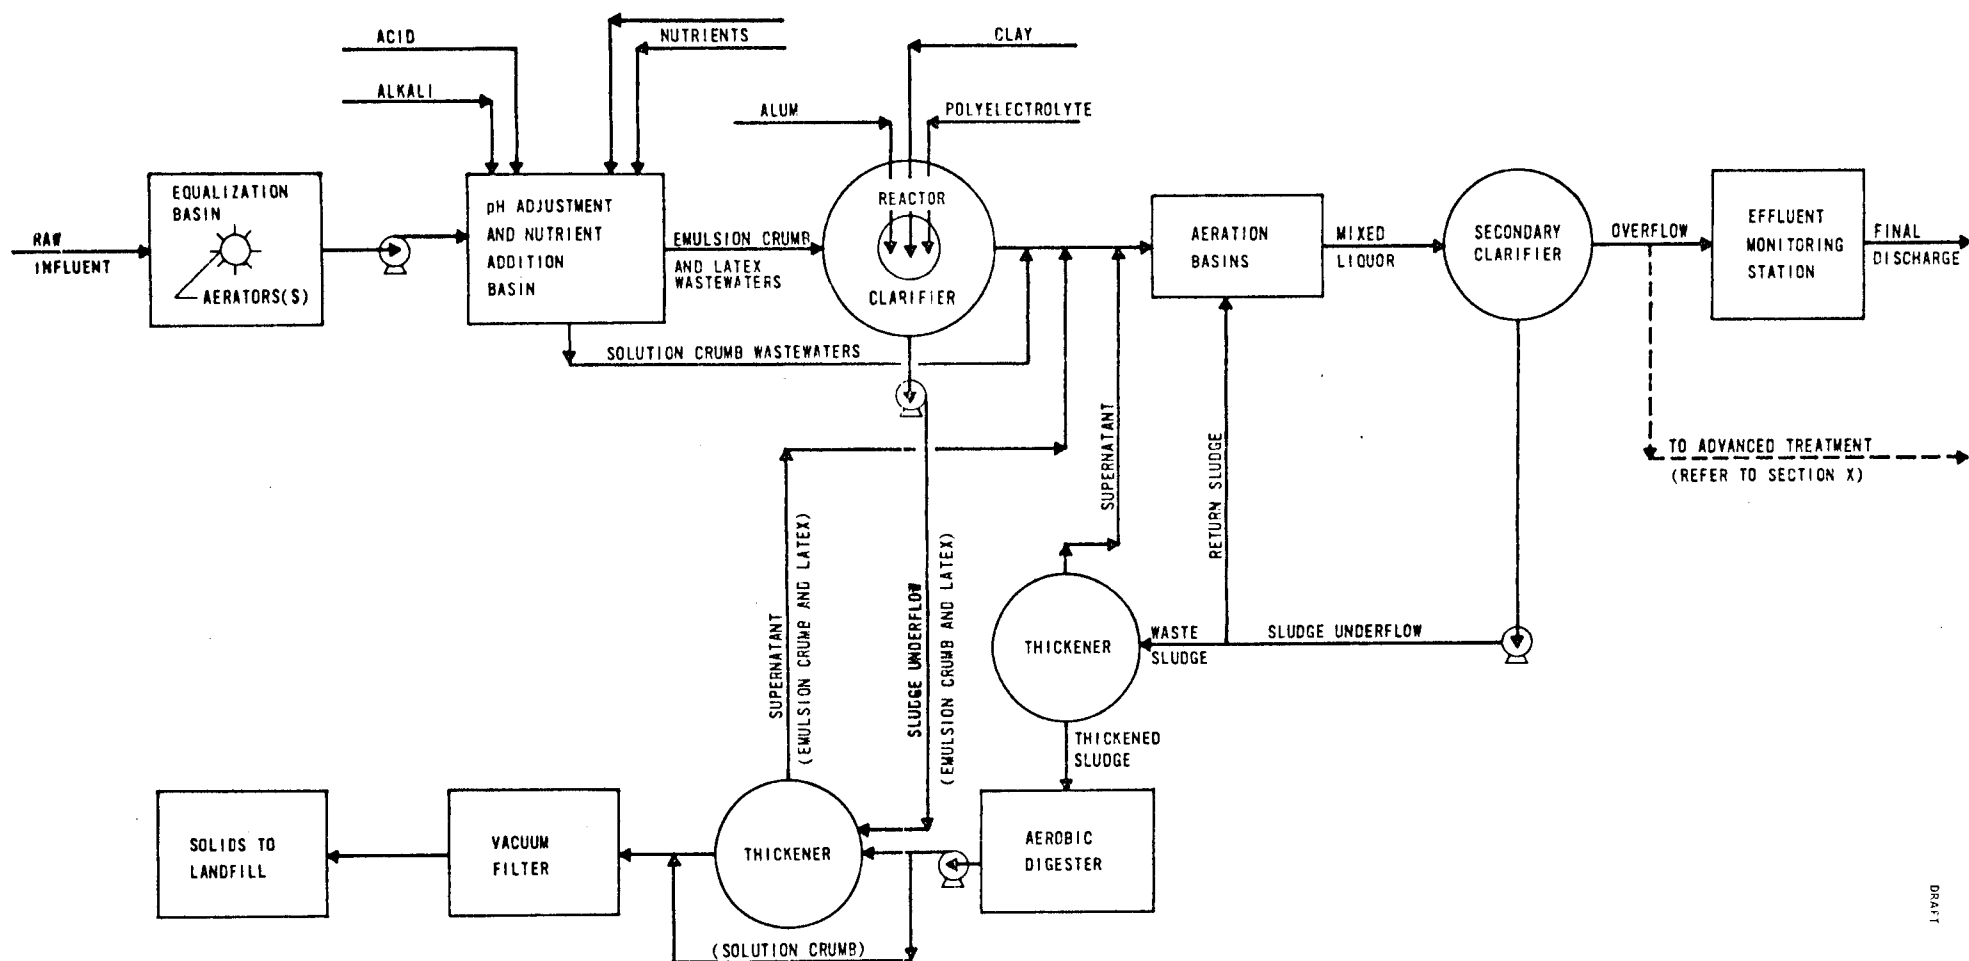 ACID
NUTRIENTS
CLAY
ALKALI
ALUM
POLYELECTROLYTE
EQUALIZATION
BASIN
AERATORS(S)
RAW
INFLUENT
pH ADJUSTMENT
AND NUTRIENT
ADDITION
BASIN
EMULSION CRUMB
AND LATEX
WASTEWATERS
REACTOR
CLARIFIER
SOLUTION CRUMB WASTEWATERS
AERATION
BASINS
MIXED
LIQUOR
SECONDARY
CLARIFIER
OVERFLOW
EFFLUENT
MONITORING
STATION
FINAL
DISCHARGE
TO ADVANCED TREATMENT
(REFER TO SECTION X)
SUPERNATANT
RETURN SLUDGE
SUPERNATANT
(EMULSION CRUMB AND LATEX)
SLUDGE UNDERFLOW
(EMULSION CRUMB AND LATEX)
THICKENER
WASTE
SLUDGE
SLUDGE UNDERFLOW
THICKENED
SLUDGE
SOLIDS TO
LANDFILL
VACUUM
FILTER
THICKENER
AEROBIC
DIGESTER
(SOLUTION CRUMB)
DRAFT